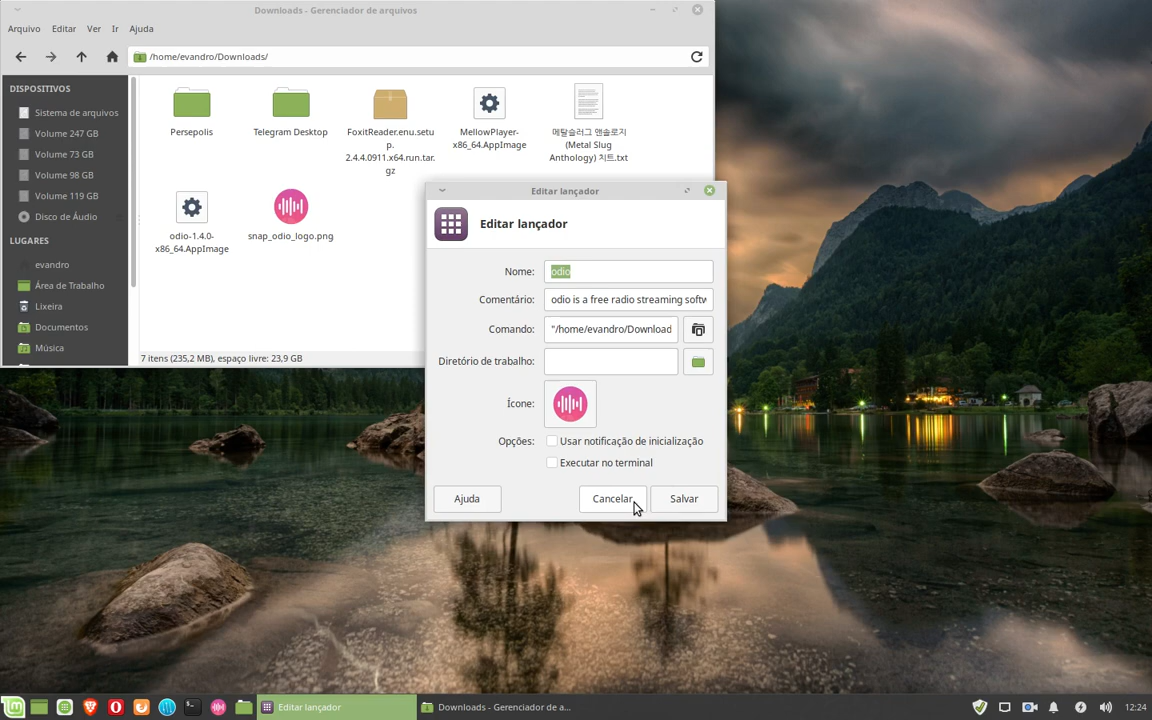 Downloads - Gerenciador de arquivos
Arquivo Editar Ver Ir Ajuda
/home/evandro/Downloads/
DISPOSITIVOS
Sistema de arquivos
Volume 247 GB
Volume 73 GB
Volume 98 GB
Volume 119 GB
Disco de Áudio
LUGARES
evandro
Área de Trabalho
Lixeira
Documentos
Música
Persepolis
Telegram Desktop
FoxitReader.enu.setu
p.
2.4.4.0911.x64.run.tar.
gz
MellowPlayer-
x86_64.AppImage
메탈슬러그 앤솔로지
(Metal Slug
Anthology) 치트.txt
odio-1.4.0-
x86_64.AppImage
snap_odio_logo.png
7 itens (235,2 MB), espaço livre: 23,9 GB
Editar lançador
Editar lançador
Nome: odio
Comentário: odio is a free radio streaming softw
Comando: "/home/evandro/Download
Diretório de trabalho:
Ícone:
Opções: Usar notificação de inicialização
Executar no terminal
Ajuda Cancelar Salvar
Editar lançador
Downloads - Gerenciador de a...
12:24